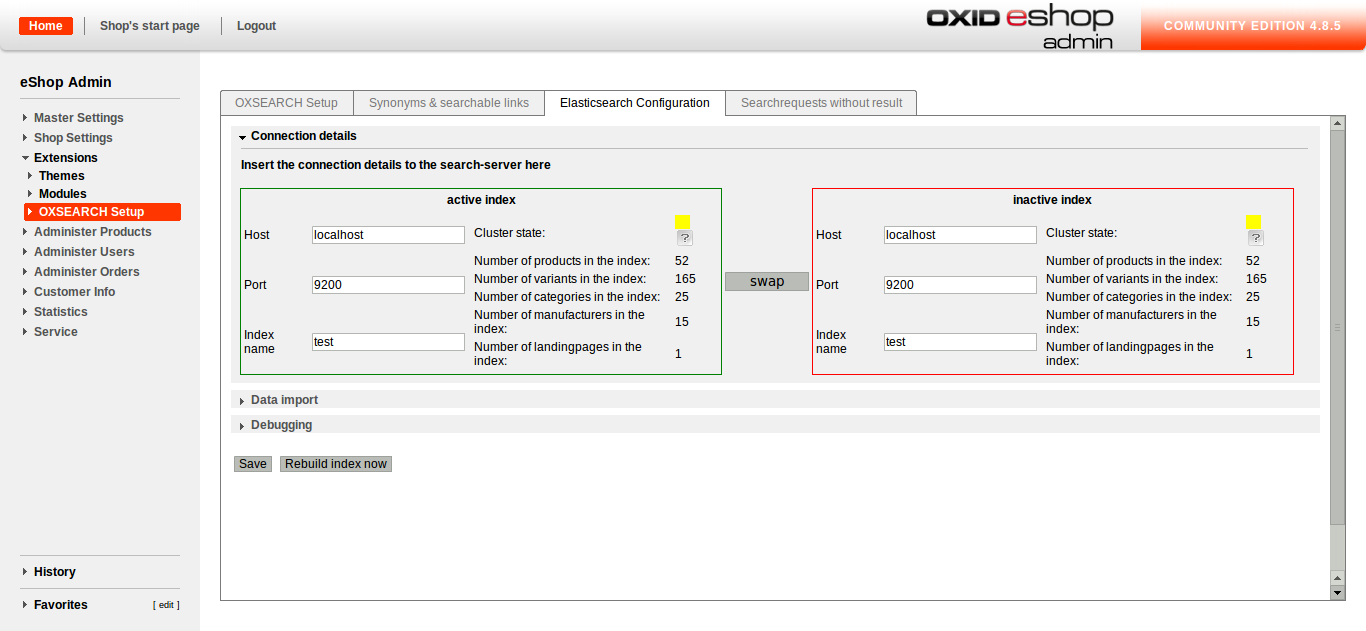 Home
Shop's start page
Logout
OXID eshop
admin
COMMUNITY EDITION 4.8.5
eShop Admin
Master Settings
Shop Settings
Extensions
Themes
Modules
OXSEARCH Setup
Administer Products
Administer Users
Administer Orders
Customer Info
Statistics
Service
History
Favorites
[ edit ]
OXSEARCH Setup
Synonyms & searchable links
Elasticsearch Configuration
Searchrequests without result
Connection details
Insert the connection details to the search-server here
active index
Host
localhost
Cluster state:
?
Number of products in the index: 52
Port
9200
Number of variants in the index: 165
Number of categories in the index: 25
Number of manufacturers in the
index:
15
Index
name
test
Number of landingpages in the
index:
1
swap
inactive index
Host
localhost
Cluster state:
?
Number of products in the index: 52
Port
9200
Number of variants in the index: 165
Number of categories in the index: 25
Number of manufacturers in the
index:
15
Index
name
test
Number of landingpages in the
index:
1
Data import
Debugging
Save
Rebuild index now